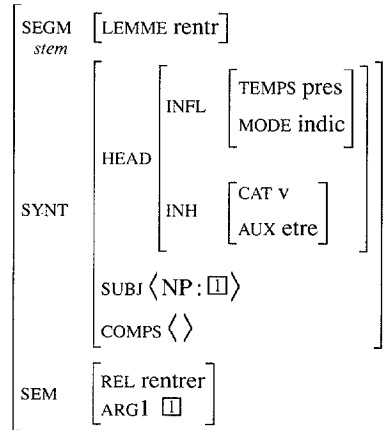 SEGM [LEMME rentr]
stem
TEMPS pres
INFL
MODE indic
HEAD
CAT v
SYNT INH
AUX etre
SUBJ ⟨NP: [1]⟩
COMPS ⟨⟩
REL rentrer
SEM
ARG1 [1]